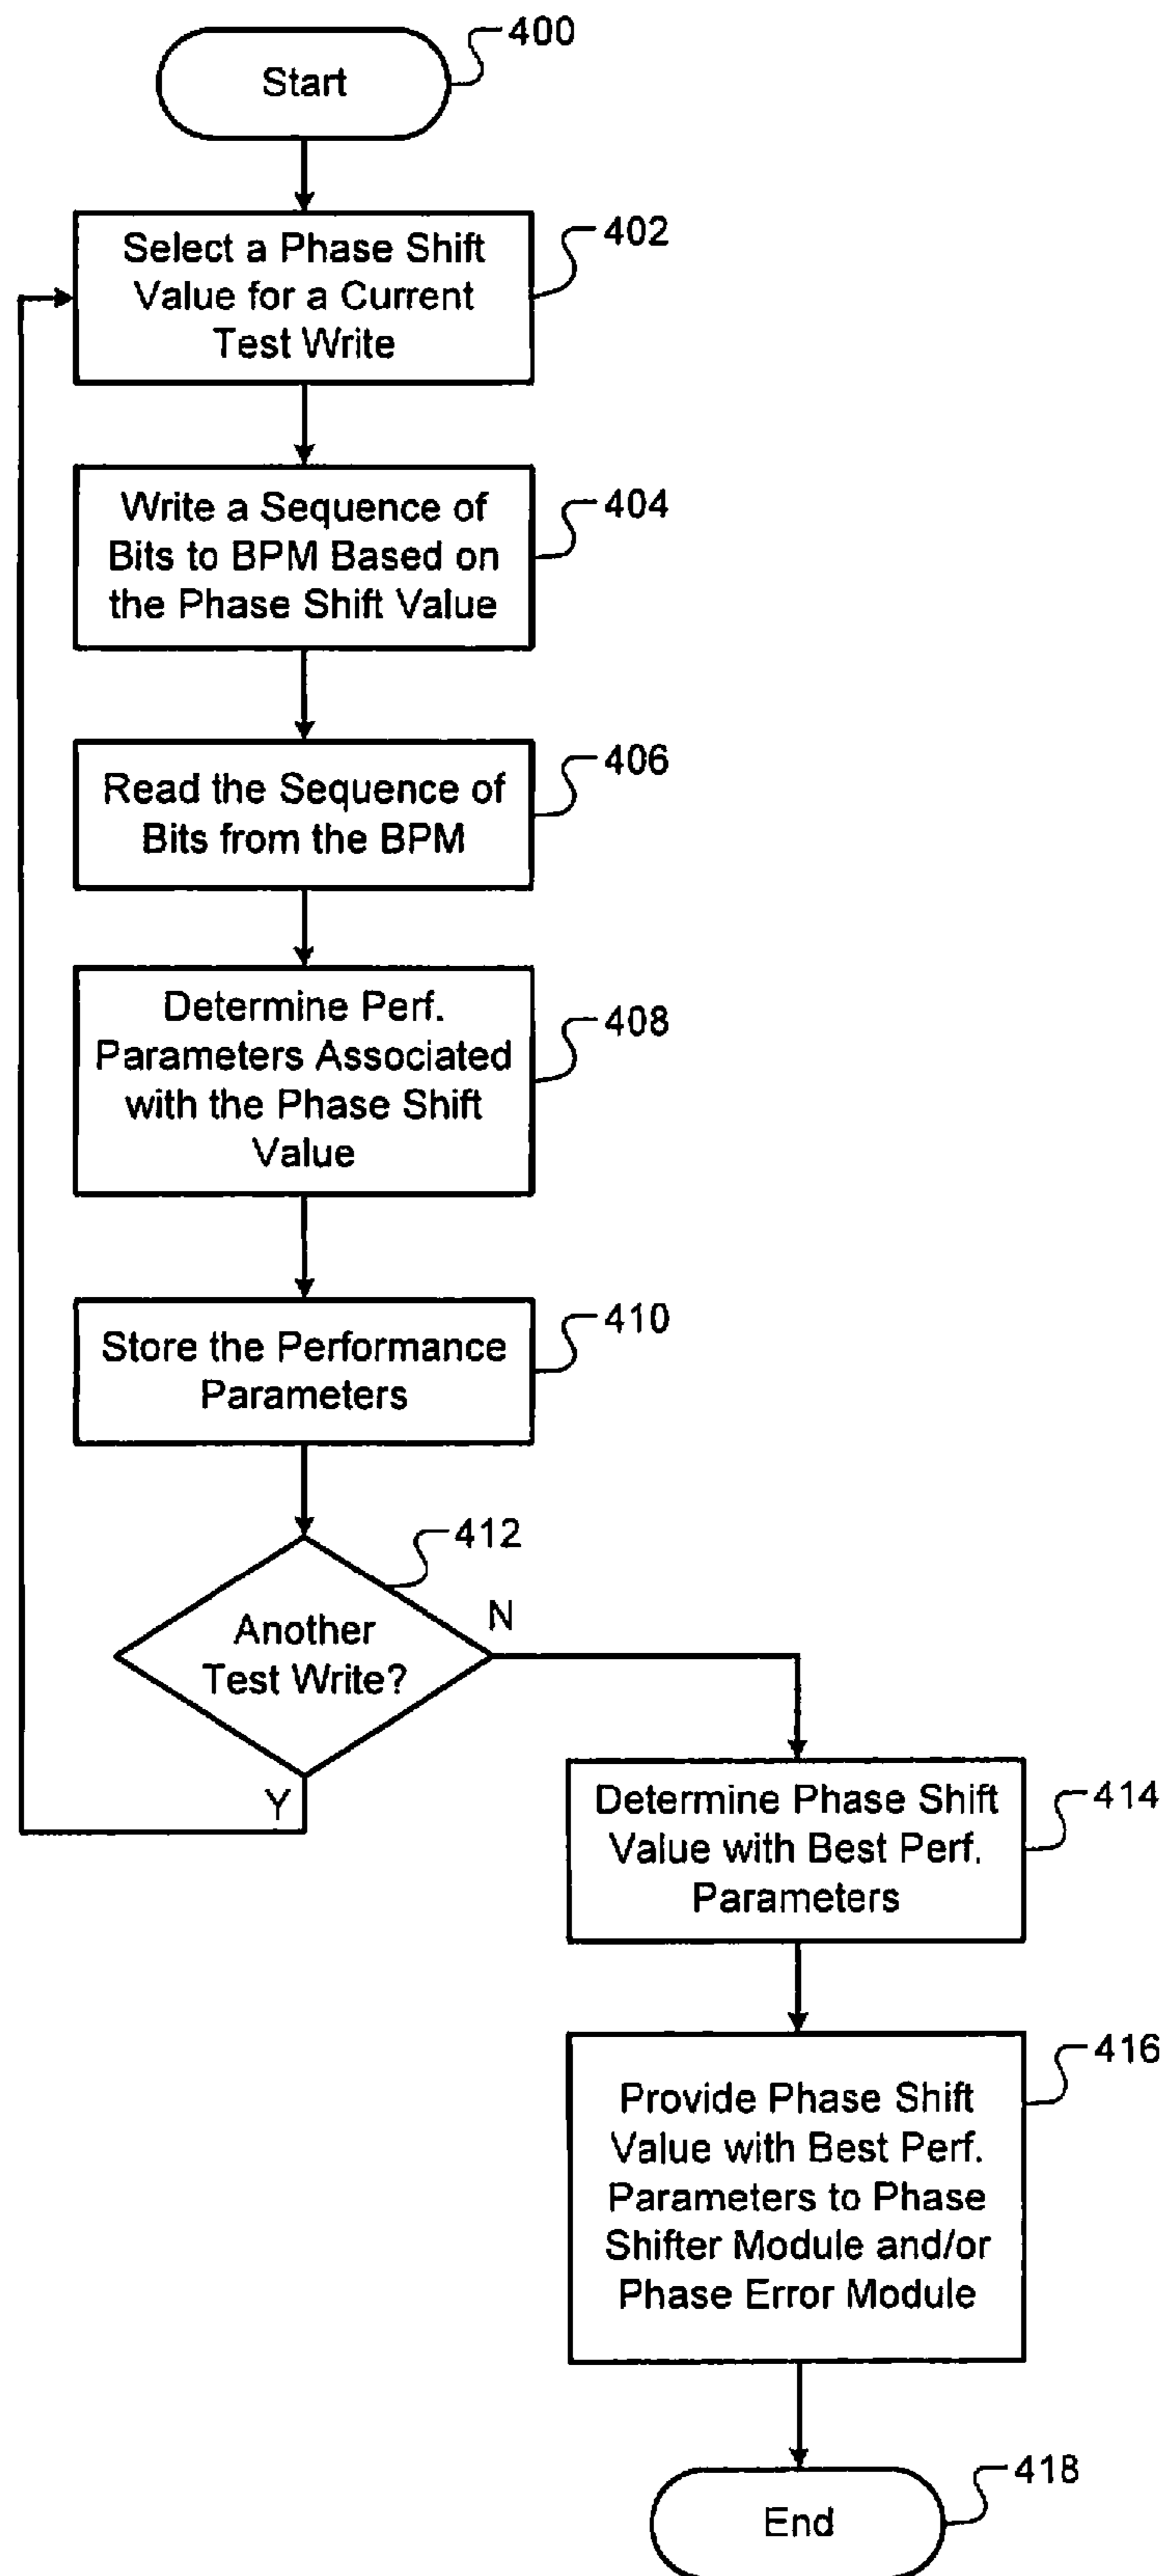 400
Start
402
Select a Phase Shift
Value for a Current
Test Write
404
Write a Sequence of
Bits to BPM Based on
the Phase Shift Value
406
Read the Sequence of
Bits from the BPM
408
Determine Perf.
Parameters Associated
with the Phase Shift
Value
410
Store the Performance
Parameters
412
Another
Test Write?
N
Y
414
Determine Phase Shift
Value with Best Perf.
Parameters
416
Provide Phase Shift
Value with Best Perf.
Parameters to Phase
Shifter Module and/or
Phase Error Module
418
End